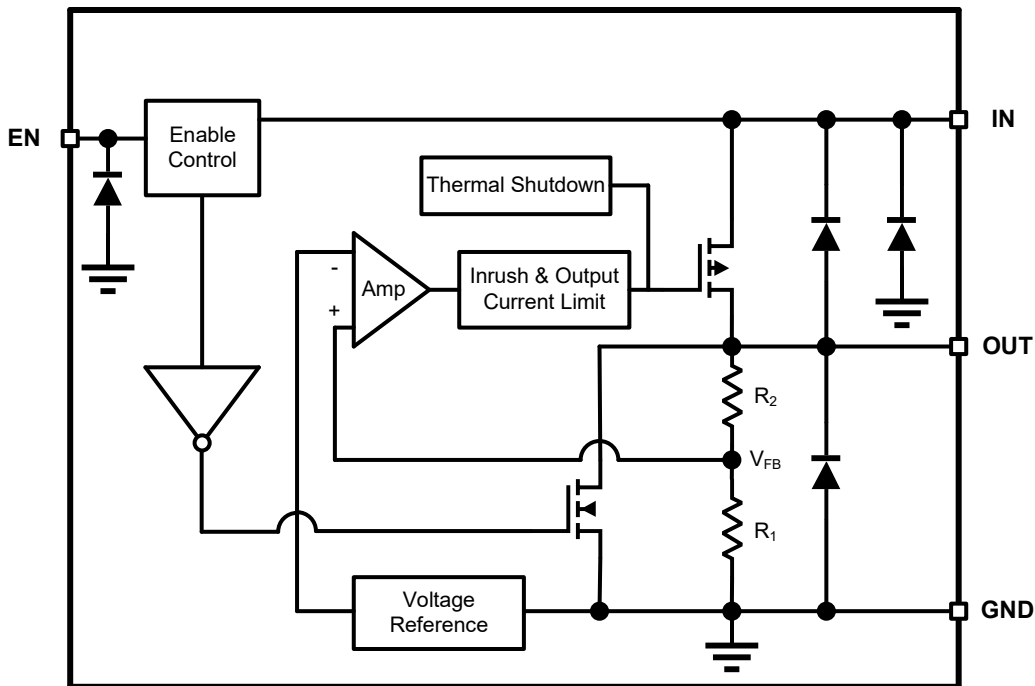 EN
Enable
Control
IN
Thermal Shutdown
-
Amp
+
Inrush & Output
Current Limit
OUT
R2
VFB
R1
Voltage
Reference
GND